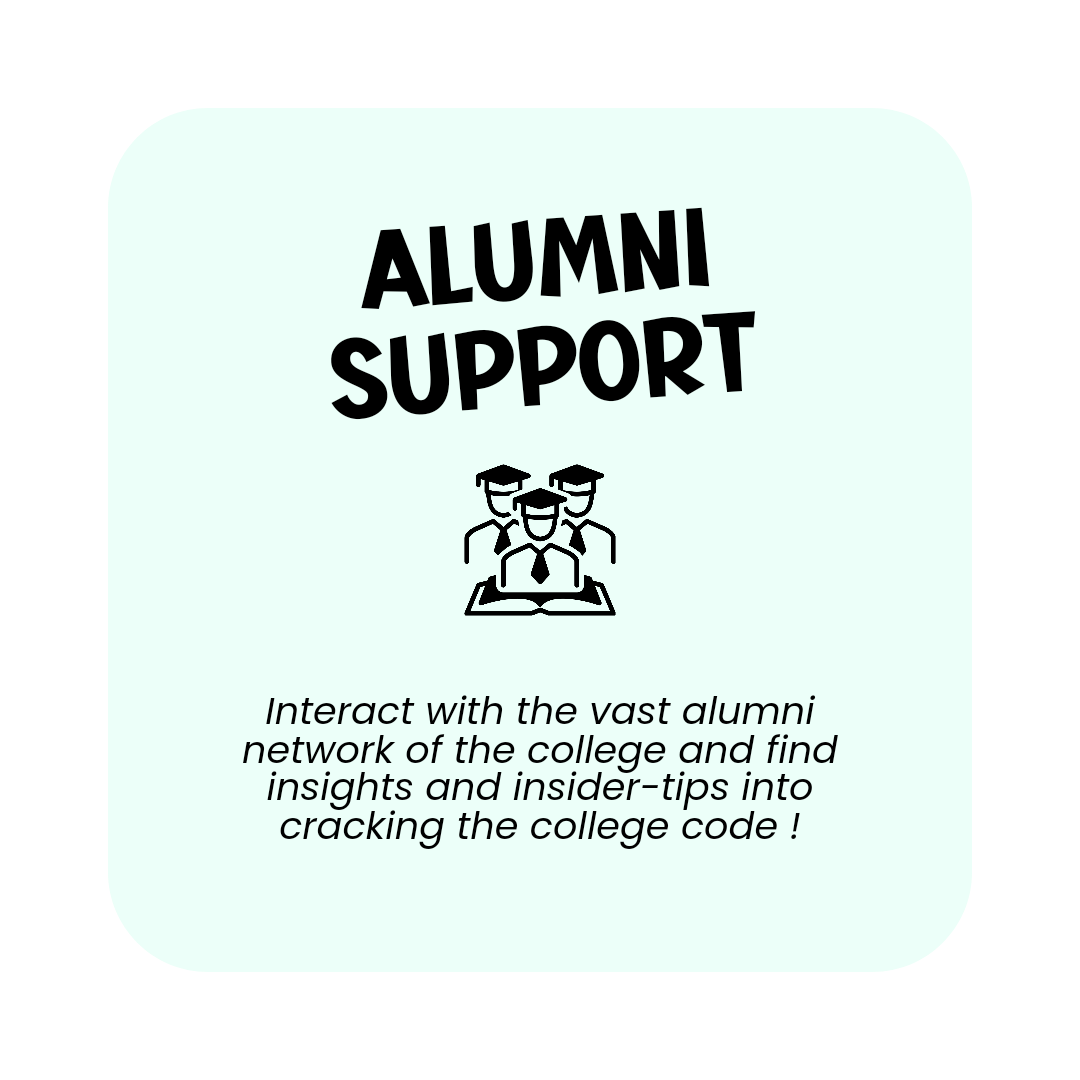 ALUMNI
SUPPORT
Interact with the vast alumni
network of the college and find
insights and insider-tips into
cracking the college code !